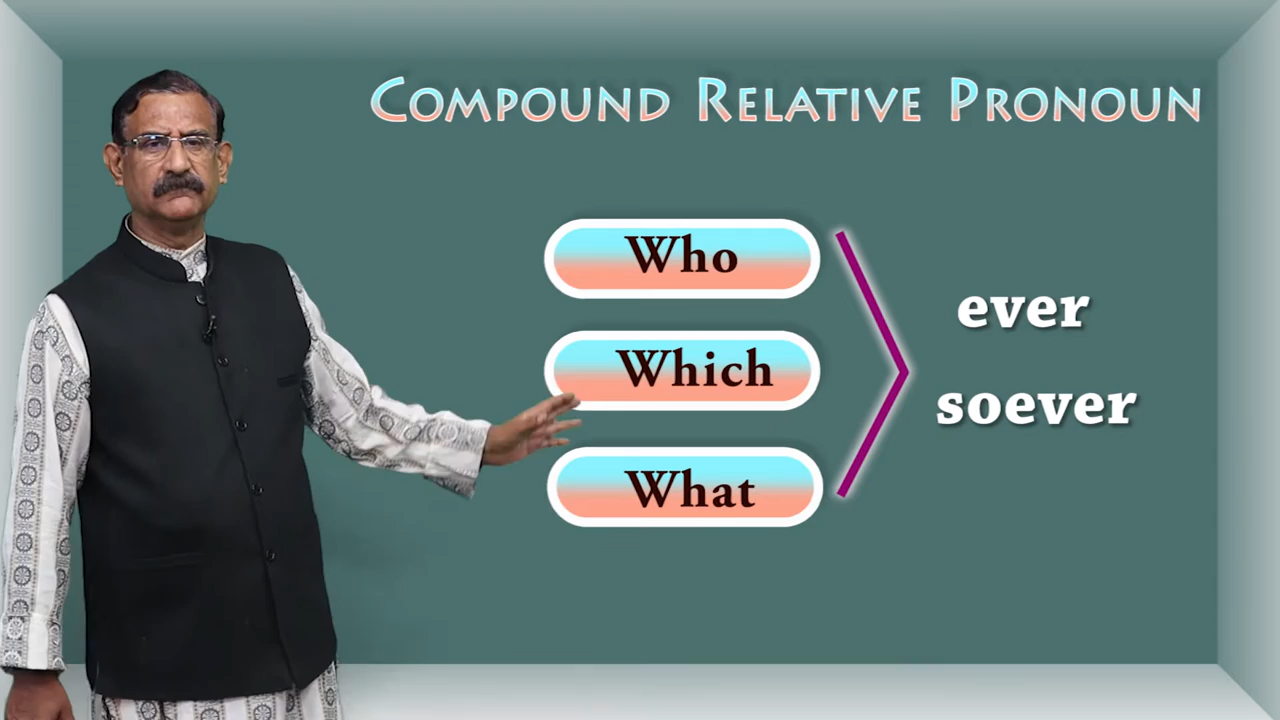 Compound Relative Pronoun
Who
Which
What
ever
soever